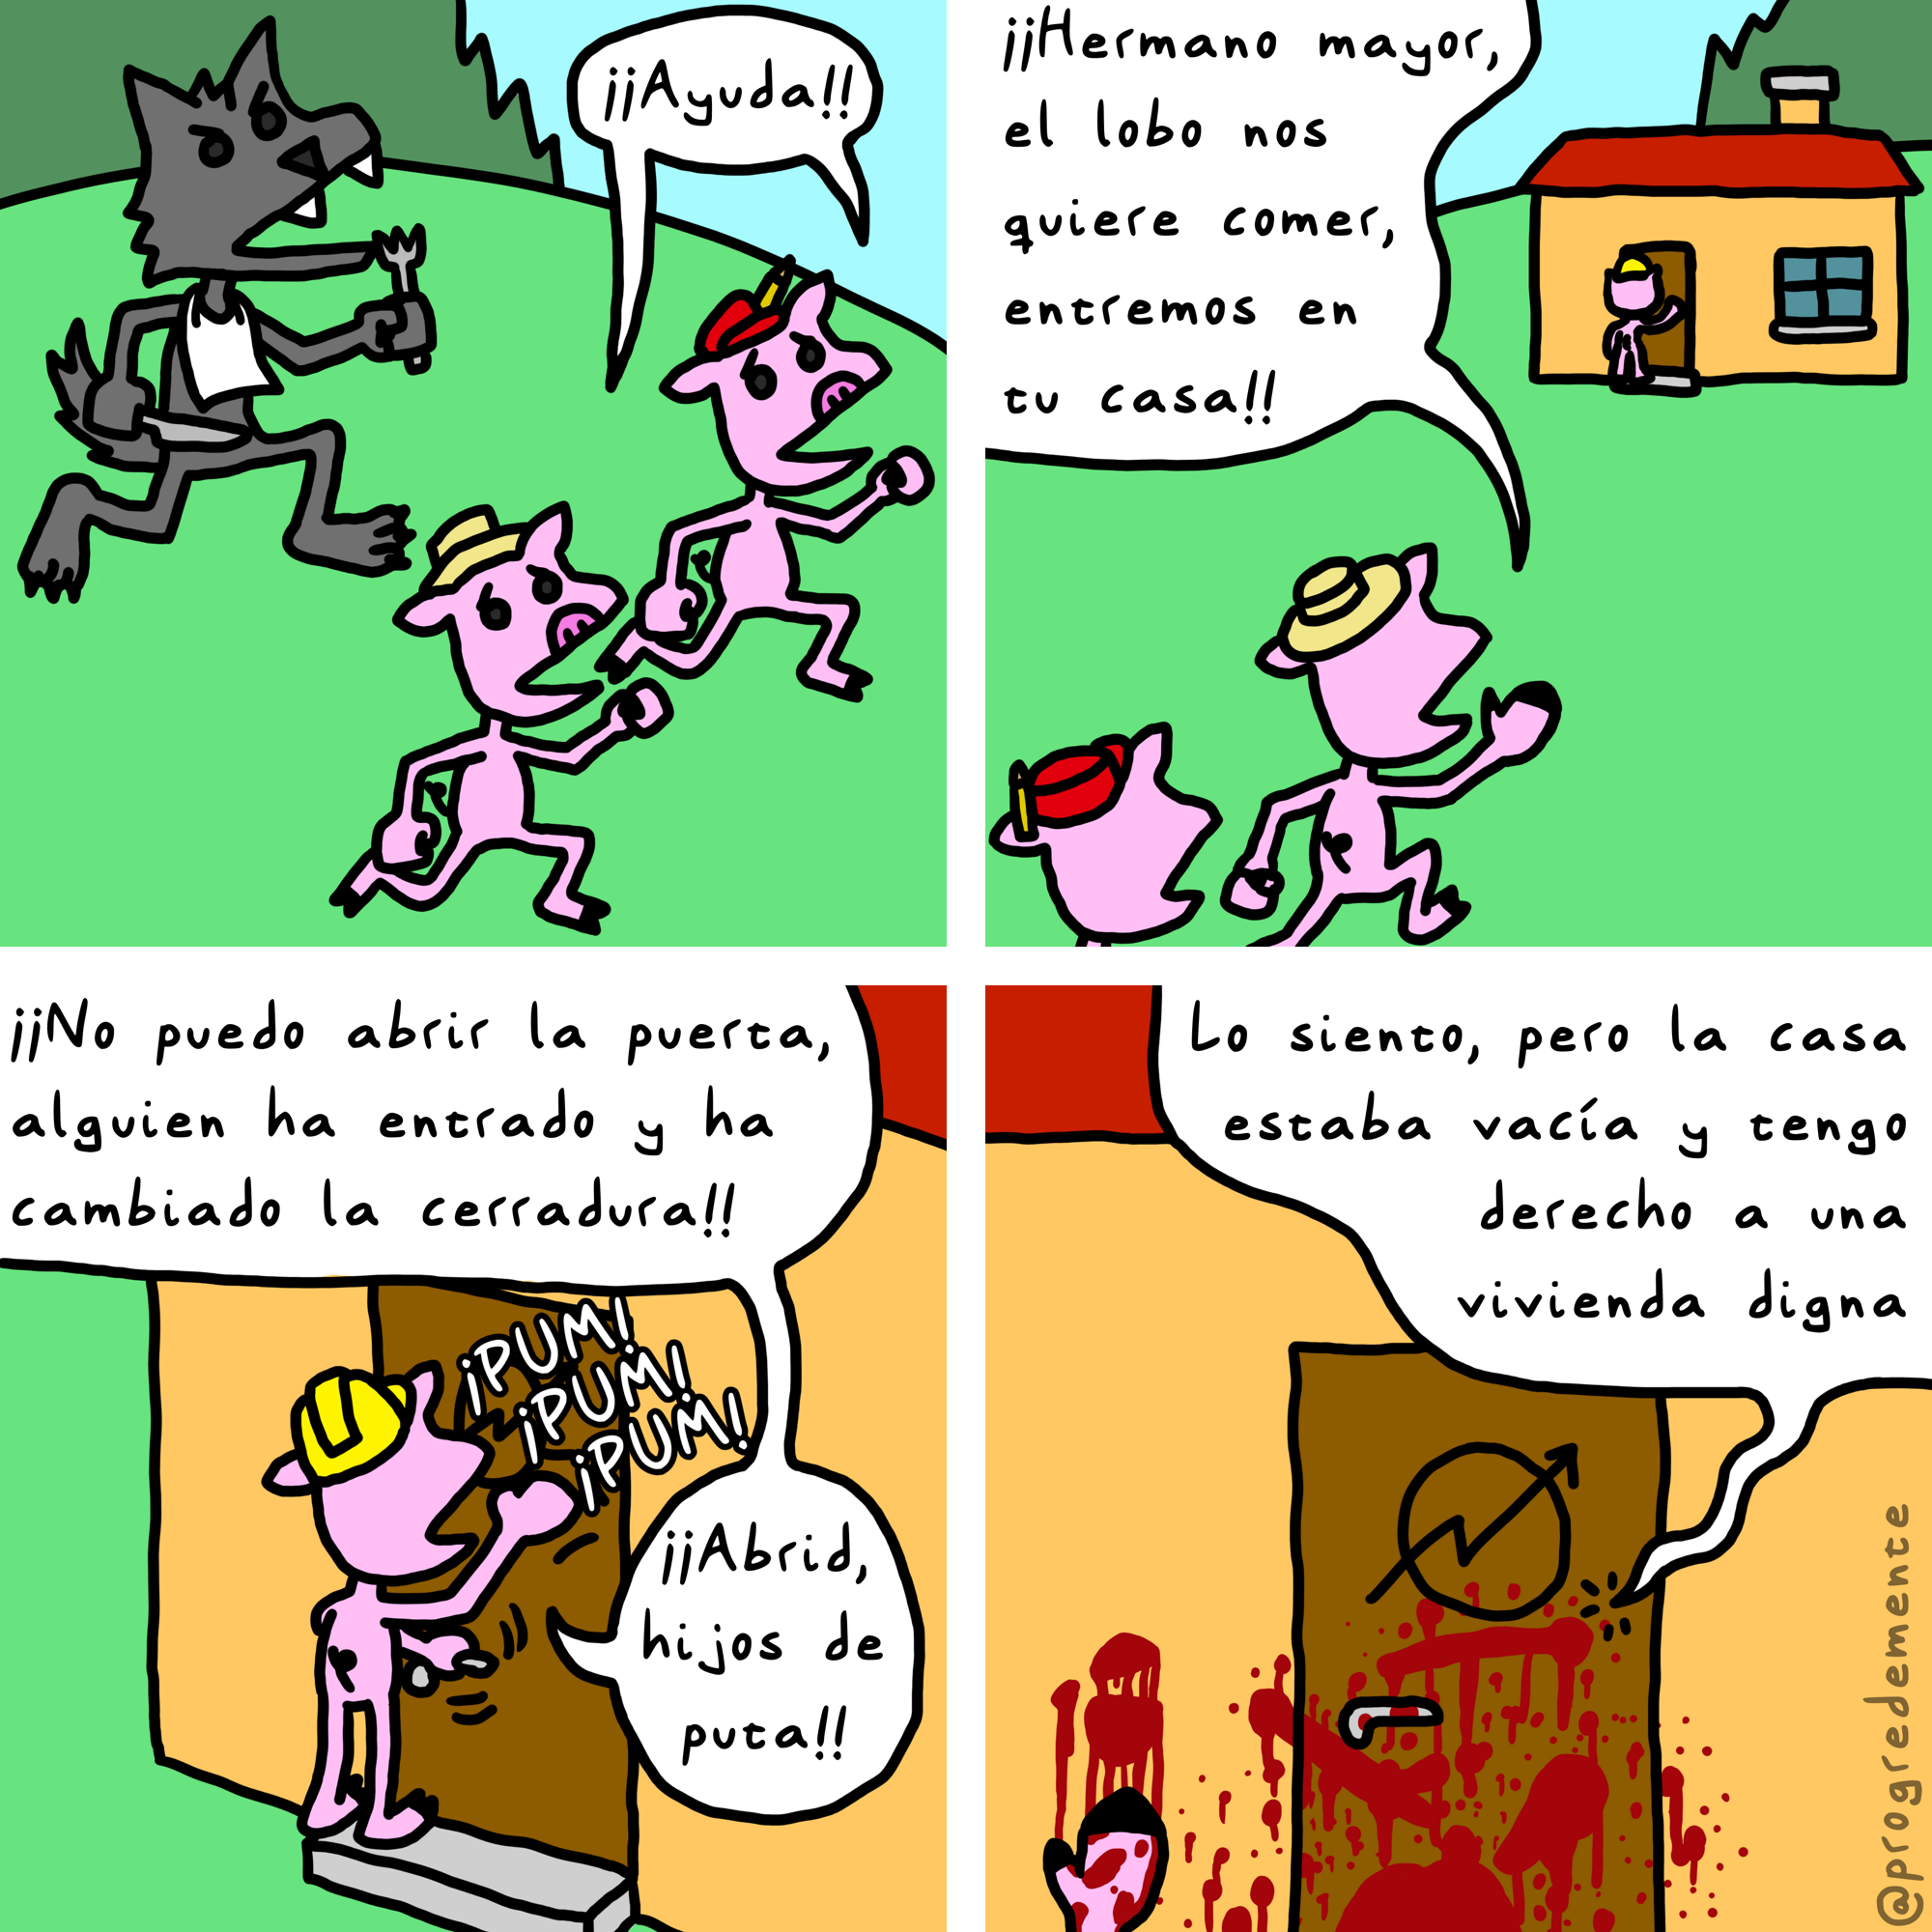 ¡¡Ayuda!!
¡¡Hermano mayor,
el lobo nos
quiere comer,
entremos en
tu casa!!
¡¡No puedo abrir la puerta,
alguien ha entrado y ha
cambiado la cerradura!!
¡PUM!
¡PUM!
¡PUM!
¡¡Abrid,
hijos de
puta!!
Lo siento, pero la casa
estaba vacía y tengo
derecho a una
vivienda digna
@progredemente